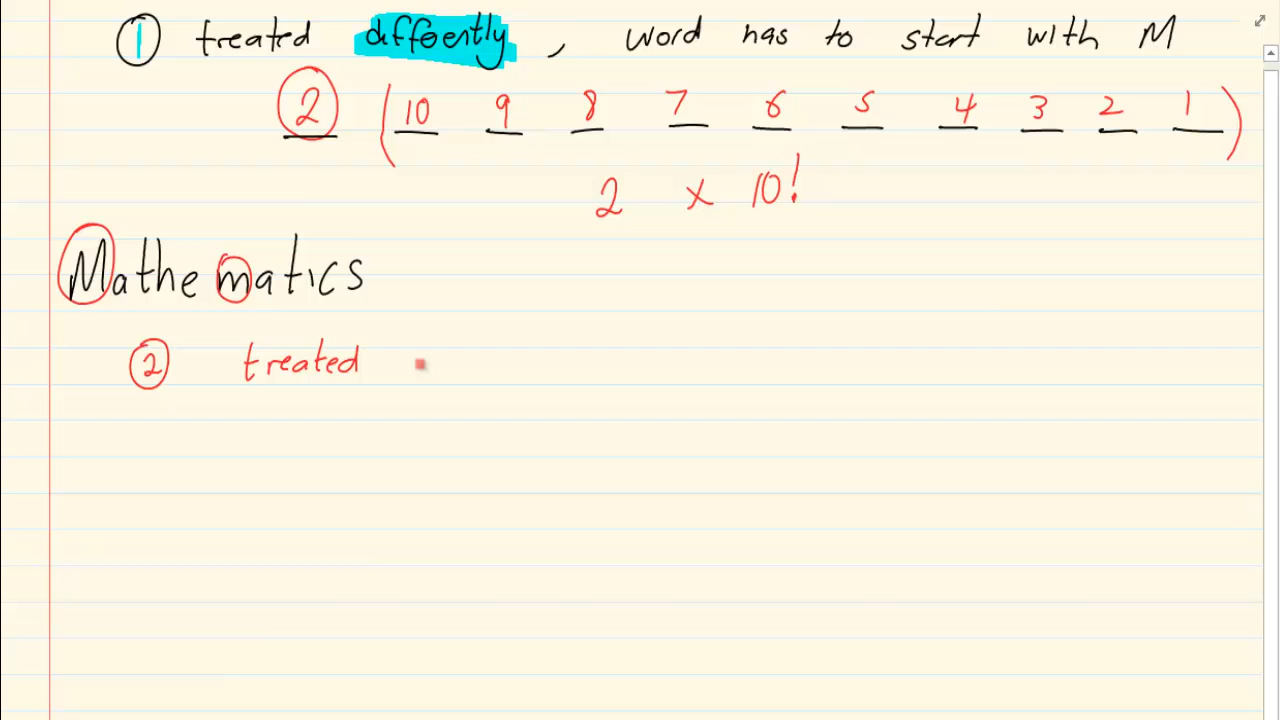 ① treated diffeently, word has to start with M
2 (10 9 8 7 6 5 4 3 2 1)
2 x 10!
Mathematics
② treated